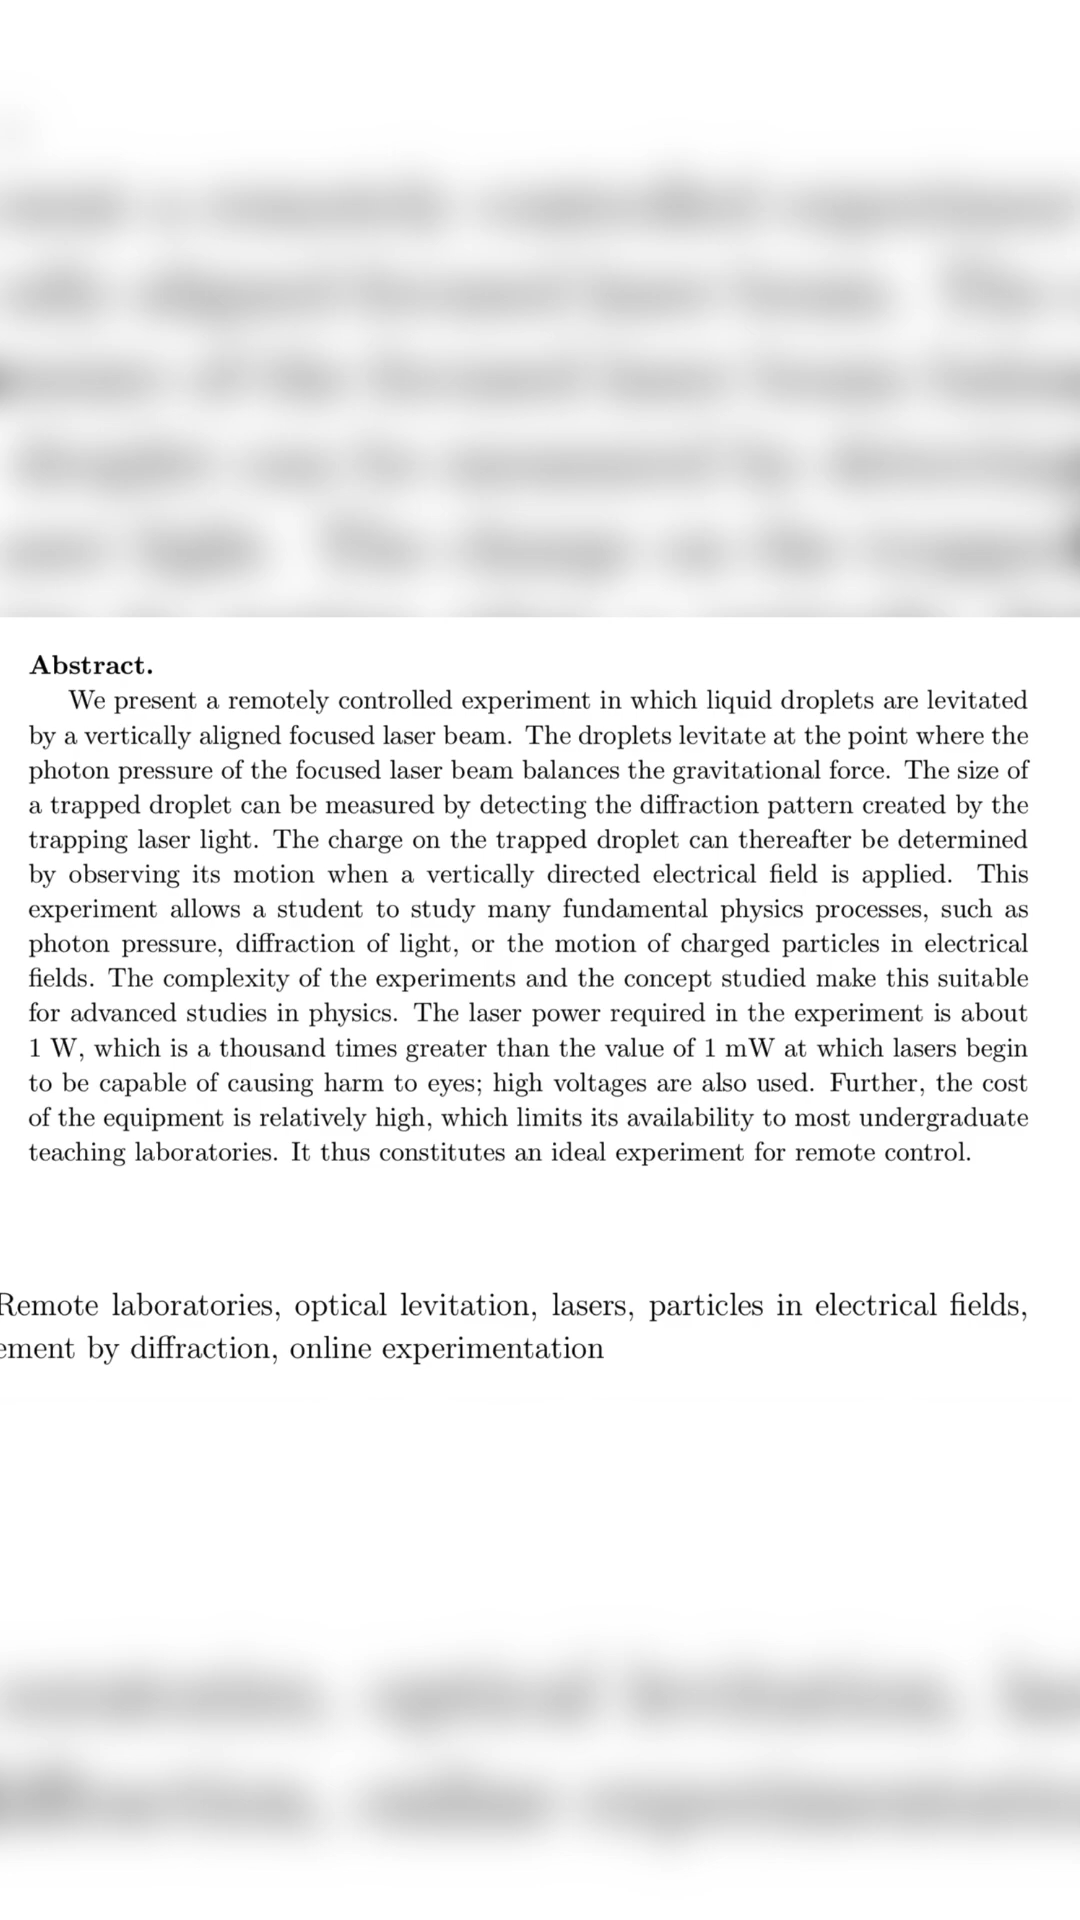 Abstract.
We present a remotely controlled experiment in which liquid droplets are levitated
by a vertically aligned focused laser beam. The droplets levitate at the point where the
photon pressure of the focused laser beam balances the gravitational force. The size of
a trapped droplet can be measured by detecting the diffraction pattern created by the
trapping laser light. The charge on the trapped droplet can thereafter be determined
by observing its motion when a vertically directed electrical field is applied. This
experiment allows a student to study many fundamental physics processes, such as
photon pressure, diffraction of light, or the motion of charged particles in electrical
fields. The complexity of the experiments and the concept studied make this suitable
for advanced studies in physics. The laser power required in the experiment is about
1 W, which is a thousand times greater than the value of 1 mW at which lasers begin
to be capable of causing harm to eyes; high voltages are also used. Further, the cost
of the equipment is relatively high, which limits its availability to most undergraduate
teaching laboratories. It thus constitutes an ideal experiment for remote control.
Remote laboratories, optical levitation, lasers, particles in electrical fields,
ement by diffraction, online experimentation